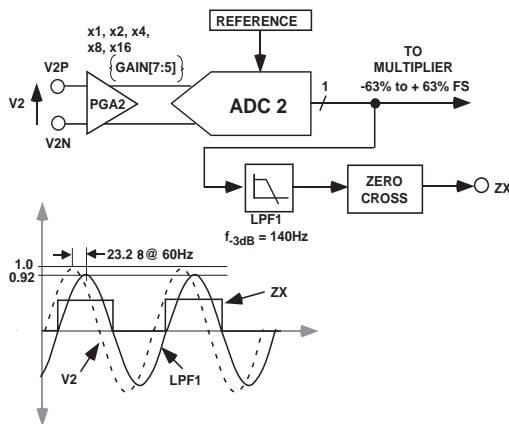 REFERENCE
x1, x2, x4,
x8, x16
{GAIN[7:5]}
V2P
V2
V2N
PGA2
ADC 2
1
TO
MULTIPLIER
-63% to + 63% FS
LPF1
f-3dB = 140Hz
ZERO
CROSS
ZX
23.2 8@ 60Hz
1.0
0.92
ZX
V2
LPF1